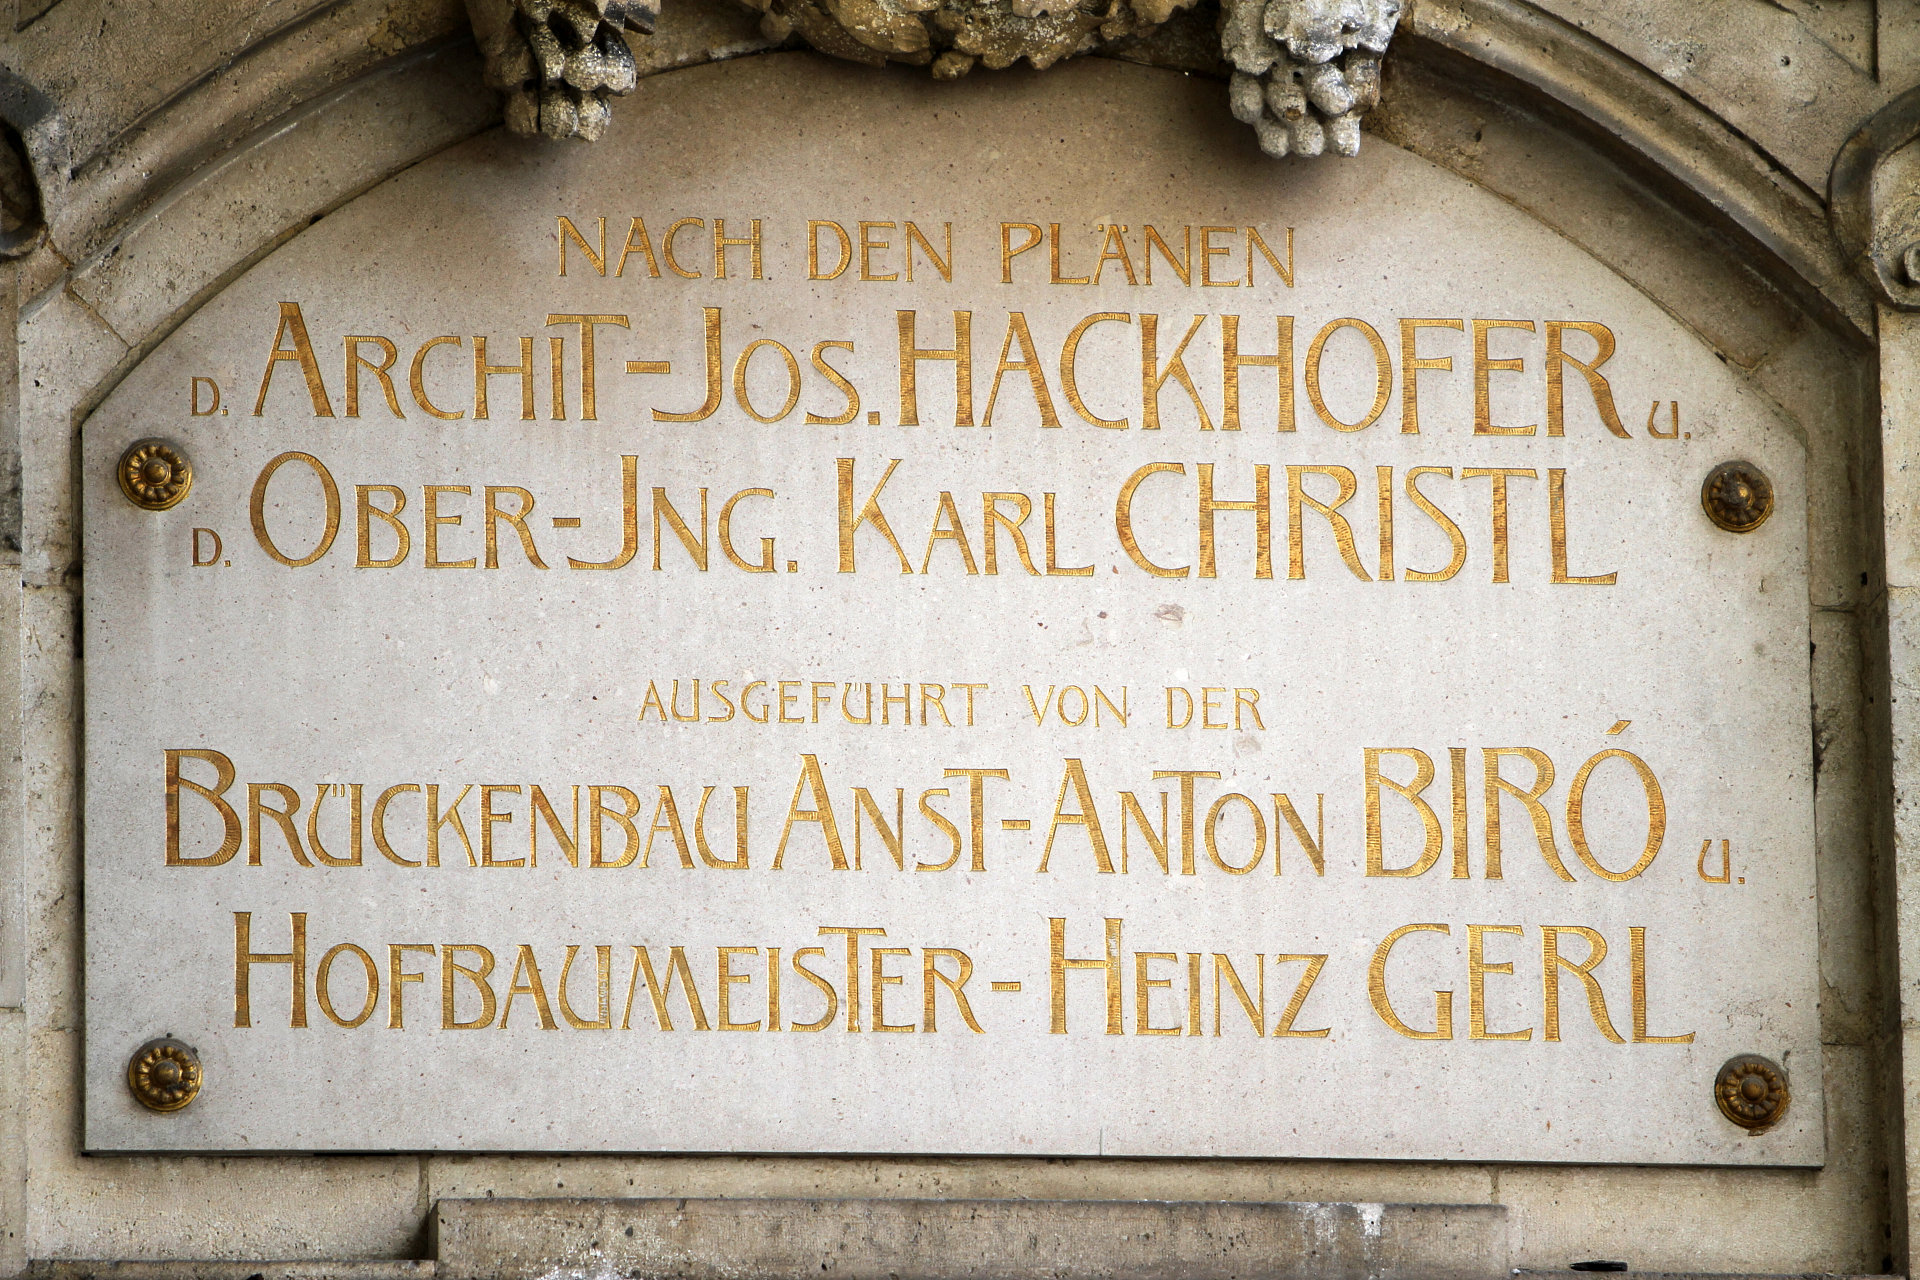 NACH DEN PLÄNEN
D. ARCHIT-JOS. HACKHOFER U.
D. OBER-JNG. KARL CHRISTL
AUSGEFÜHRT VON DER
BRÜCKENBAU ANST-ANTON BIRÓ U.
HOFBAUMEISTER-HEINZ GERL